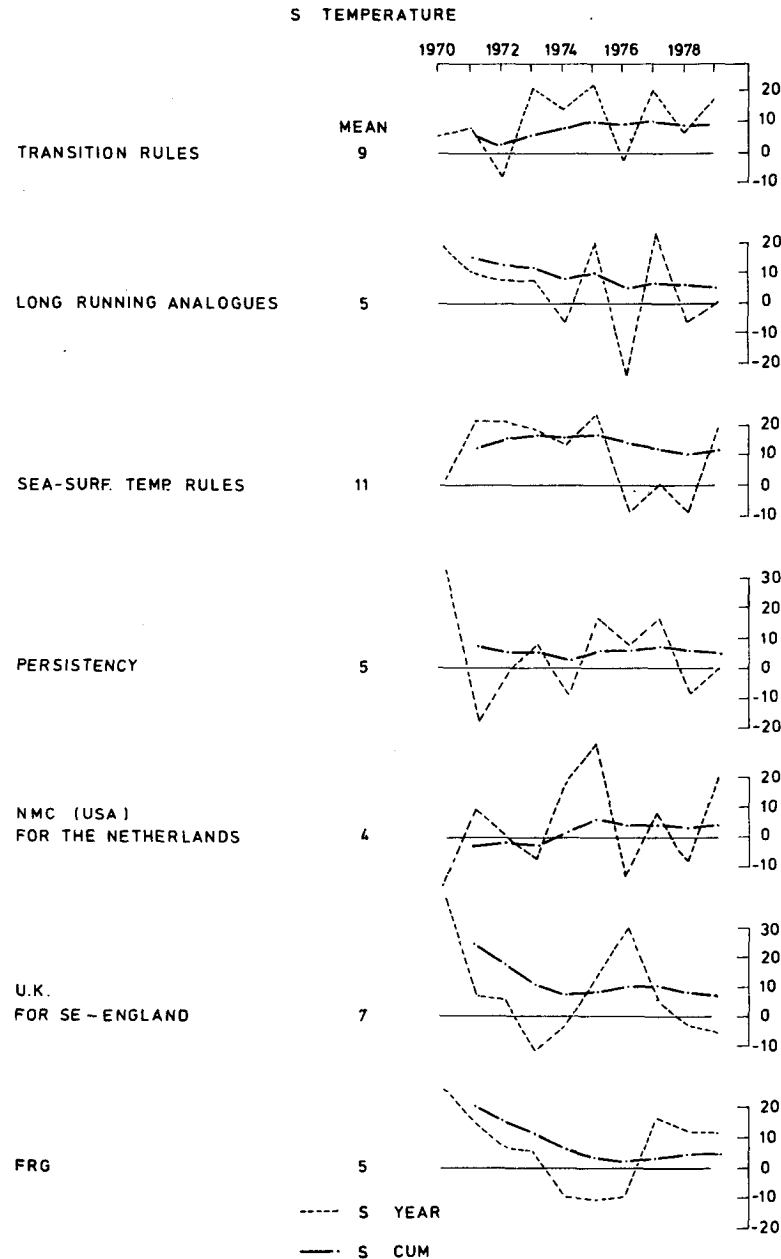 S TEMPERATURE
1970 1972 1974 1976 1978
MEAN
TRANSITION RULES 9
20
10
0
-10
LONG RUNNING ANALOGUES 5
20
10
0
-10
-20
SEA-SURF. TEMP. RULES 11
20
10
0
-10
PERSISTENCY 5
30
20
10
0
-10
-20
NMC (USA)
FOR THE NETHERLANDS 4
20
10
0
-10
U.K.
FOR SE-ENGLAND 7
30
20
10
0
-10
FRG 5
20
10
0
-10
-20
S YEAR
S CUM